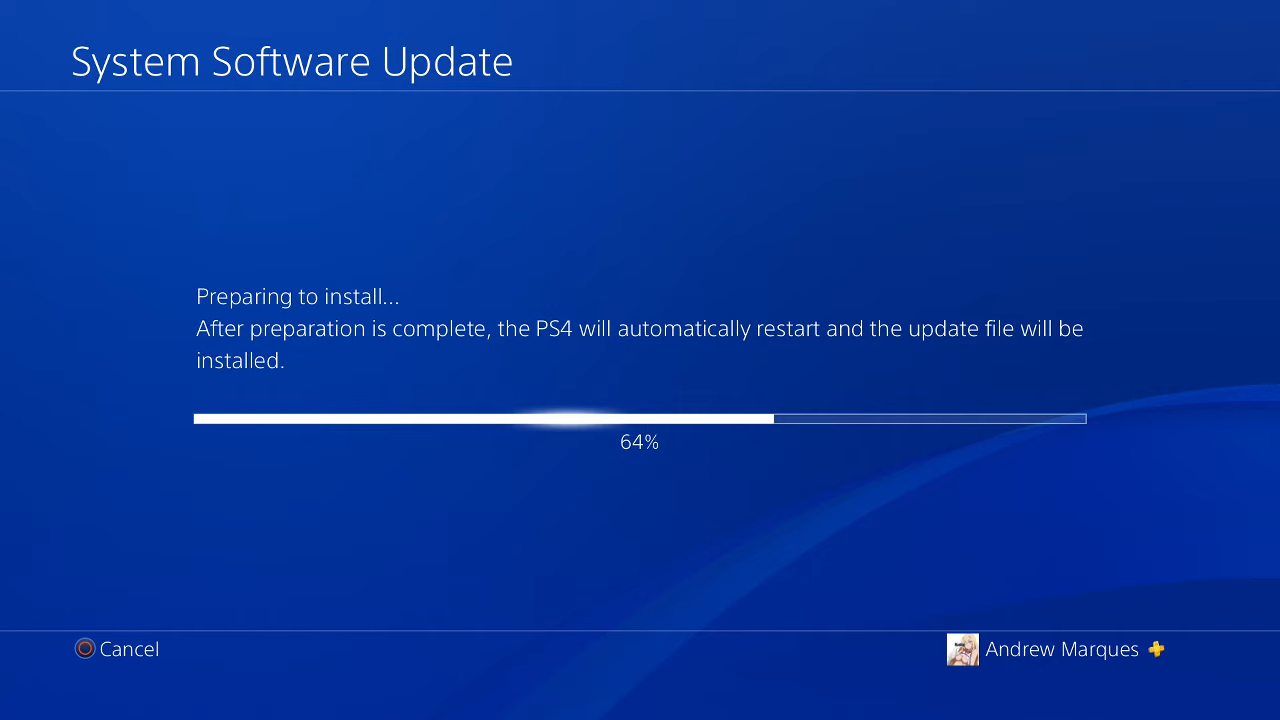 System Software Update
Preparing to install...
After preparation is complete, the PS4 will automatically restart and the update file will be
installed.
64%
Cancel
Andrew Marques